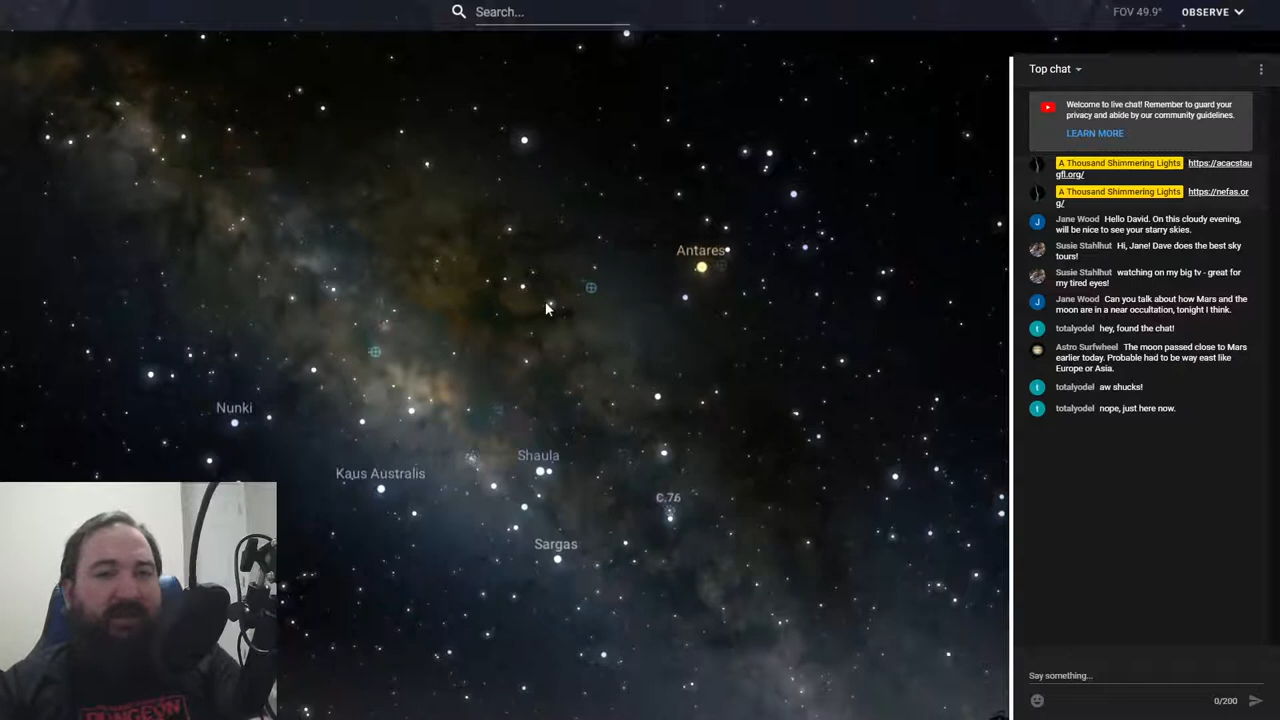 Search...
FOV 49.9°
OBSERVE
Top chat
Welcome to live chat! Remember to guard your
privacy and abide by our community guidelines.
LEARN MORE
A Thousand Shimmering Lights https://acacstau
gfl.org/
A Thousand Shimmering Lights https://nefas.or
g/
Jane Wood Hello David. On this cloudy evening,
will be nice to see your starry skies.
Susie Stahlhut Hi, Jane! Dave does the best sky
tours!
Susie Stahlhut watching on my big tv - great for
my tired eyes!
Jane Wood Can you talk about how Mars and the
moon are in a near occultation, tonight I think.
totalyodel hey, found the chat!
Astro Surfwheel The moon passed close to Mars
earlier today. Probable had to be way east like
Europe or Asia.
totalyodel aw shucks!
totalyodel nope, just here now.
Say something...
0/200
Antares
Nunki
Shaula
Kaus Australis
C.76
Sargas
DUNGEON